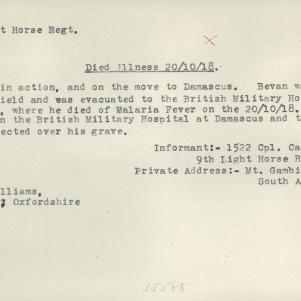 t Horse Regt.
Died Illness 20/10/18.
in action, and on the move to Damascus. Bevan w
ield and was evacuated to the British Military Ho
, where he died of Malaria Fever on the 20/10/18.
n the British Military Hospital at Damascus and t
ected over his grave.
Informant:- 1522 Cpl. Ca
9th Light Horse R
Private Address:- Mt. Gambi
South A
lliams,
; Oxfordshire